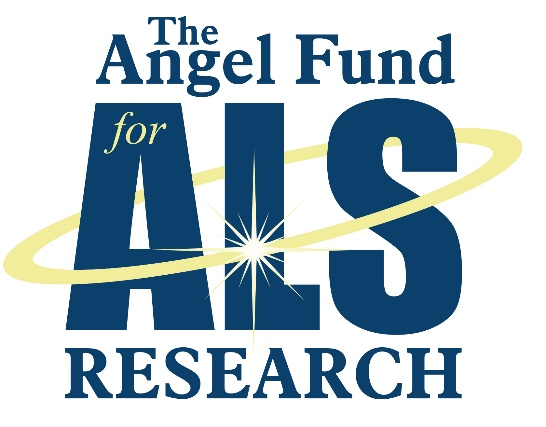 The
Angel Fund
for
ALS
RESEARCH